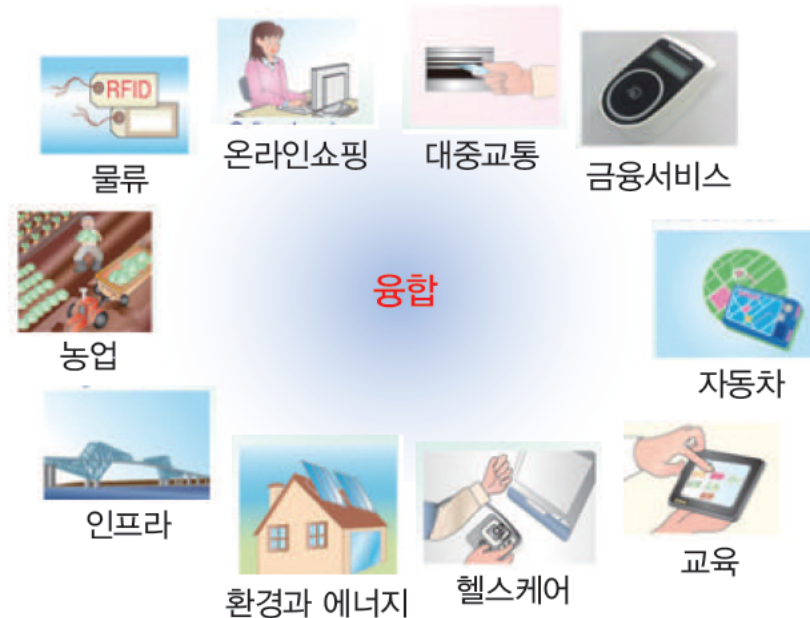 RFID
물류
온라인쇼핑
대중교통
금융서비스
융합
농업
자동차
인프라
교육
환경과 에너지
헬스케어